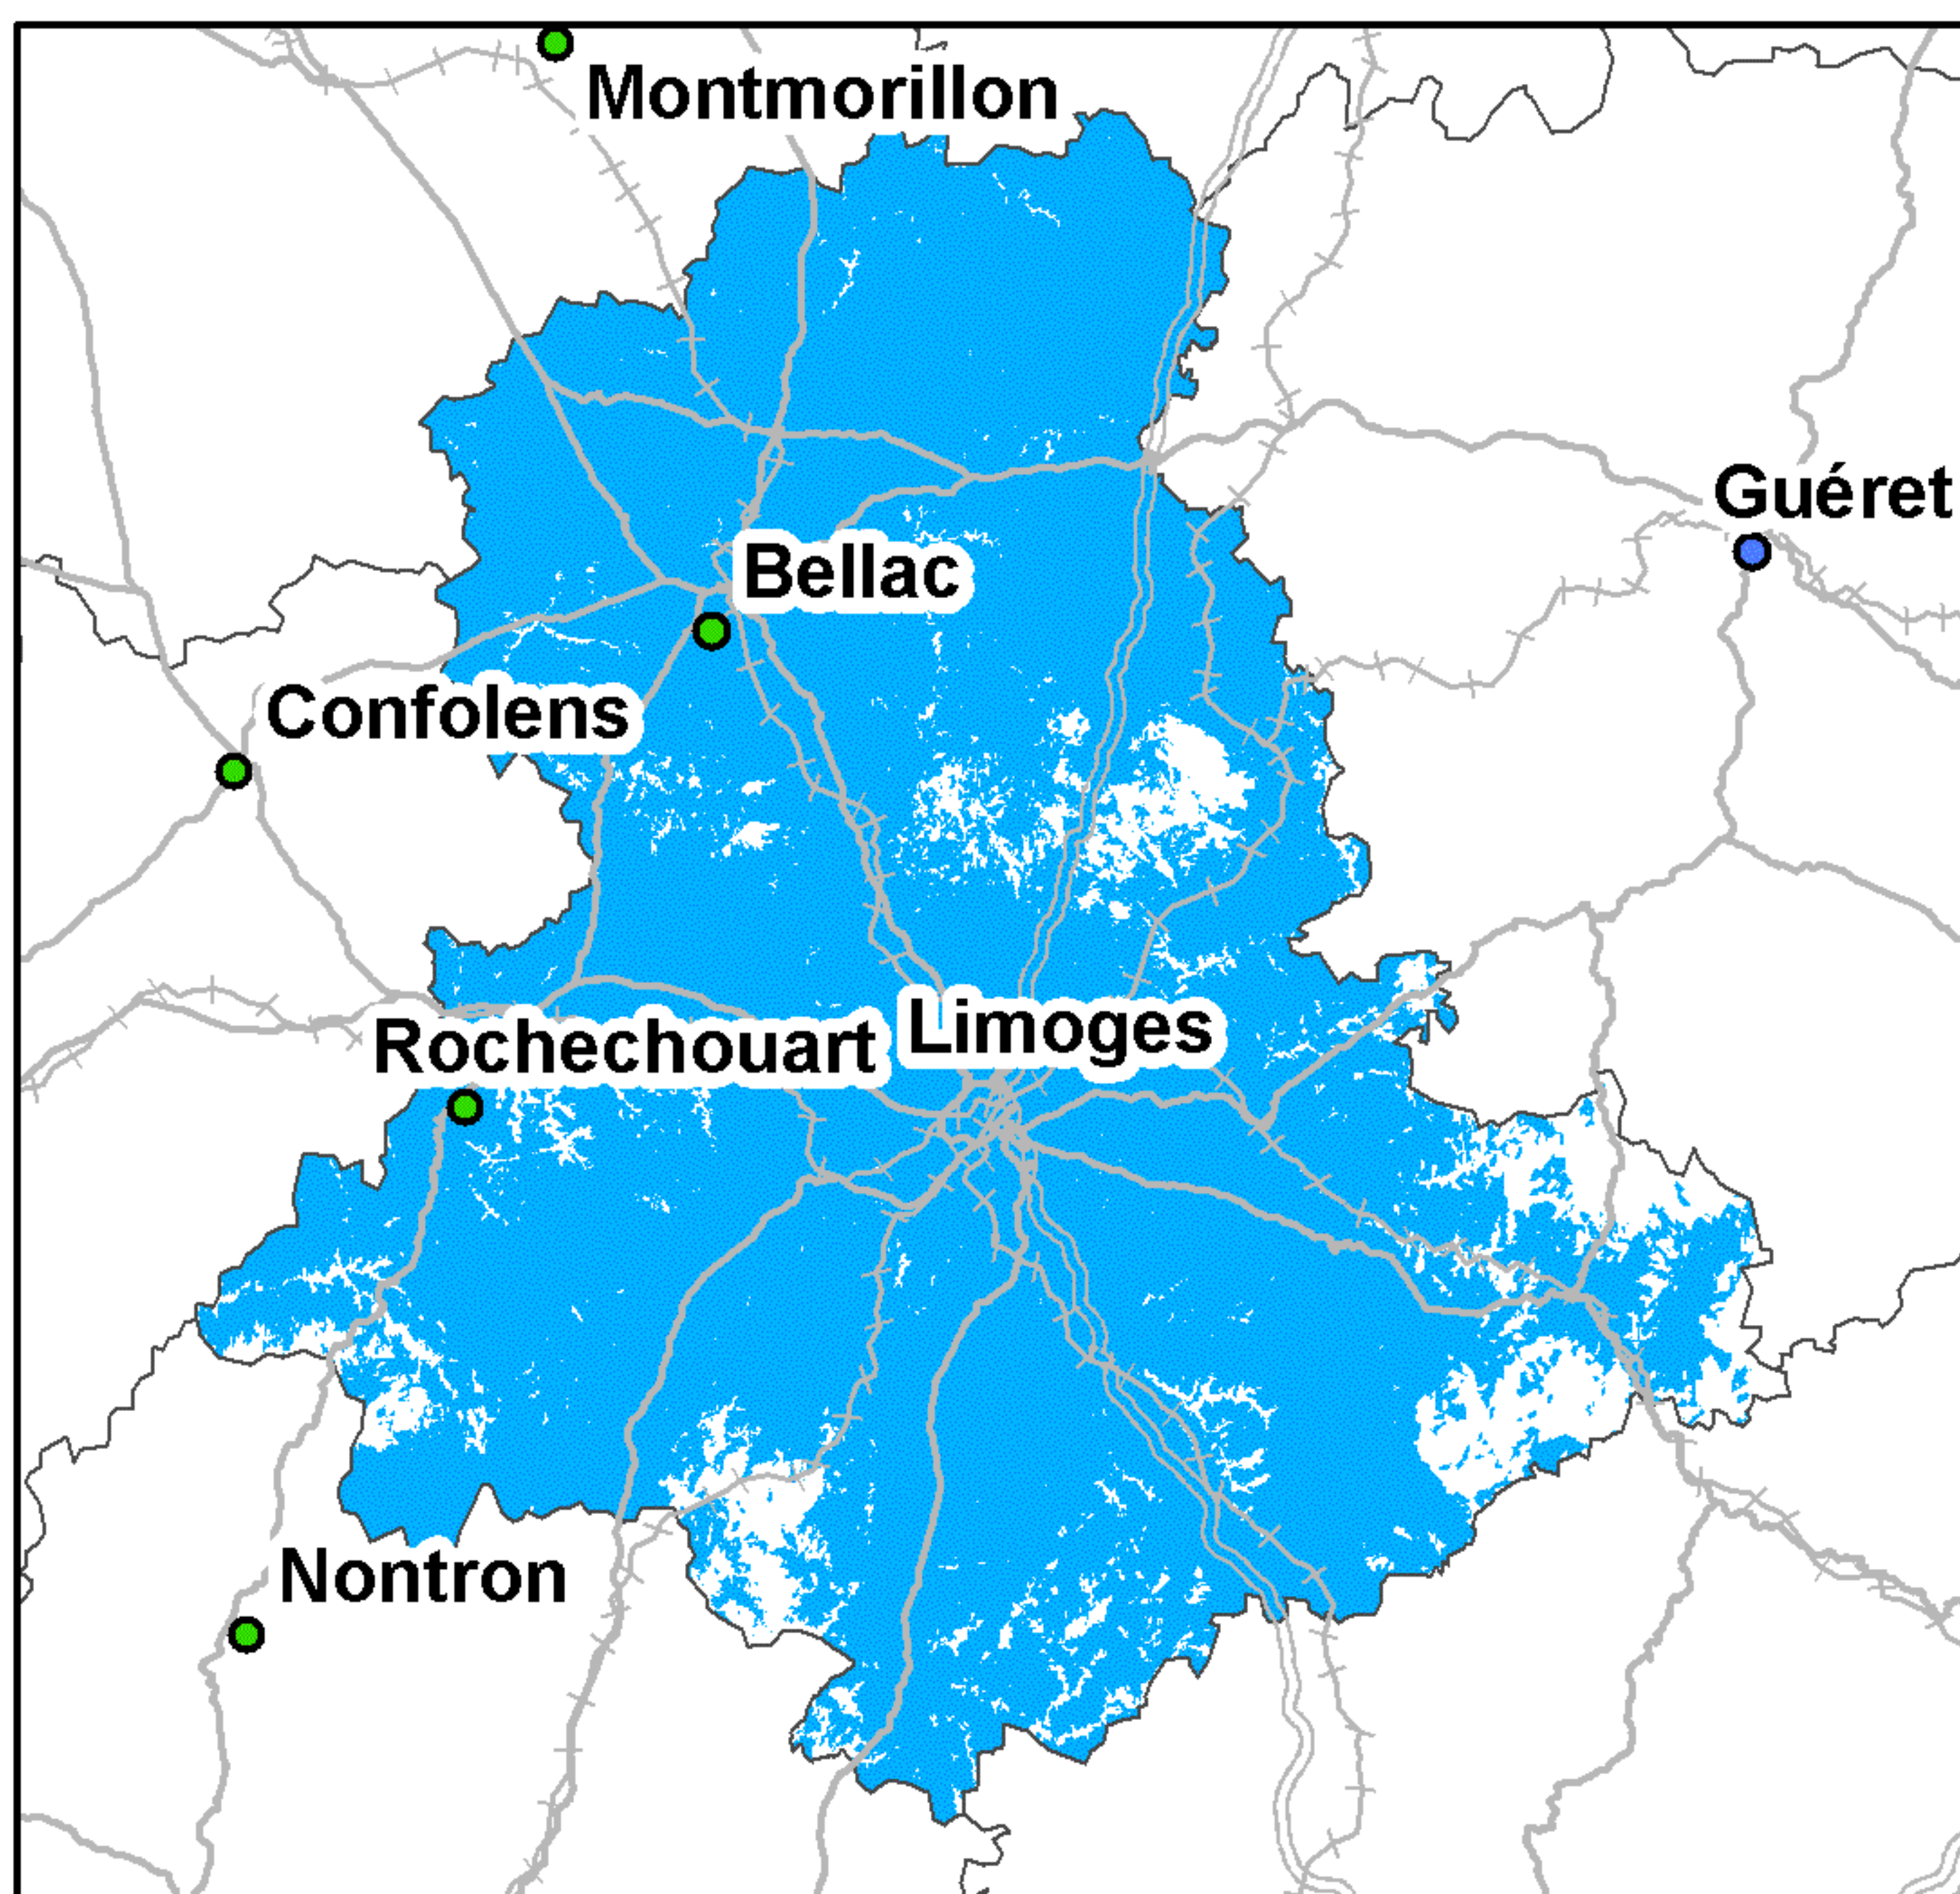 Montmorillon
Guéret
Bellac
Confolens
Limoges
Rochechouart
Nontron